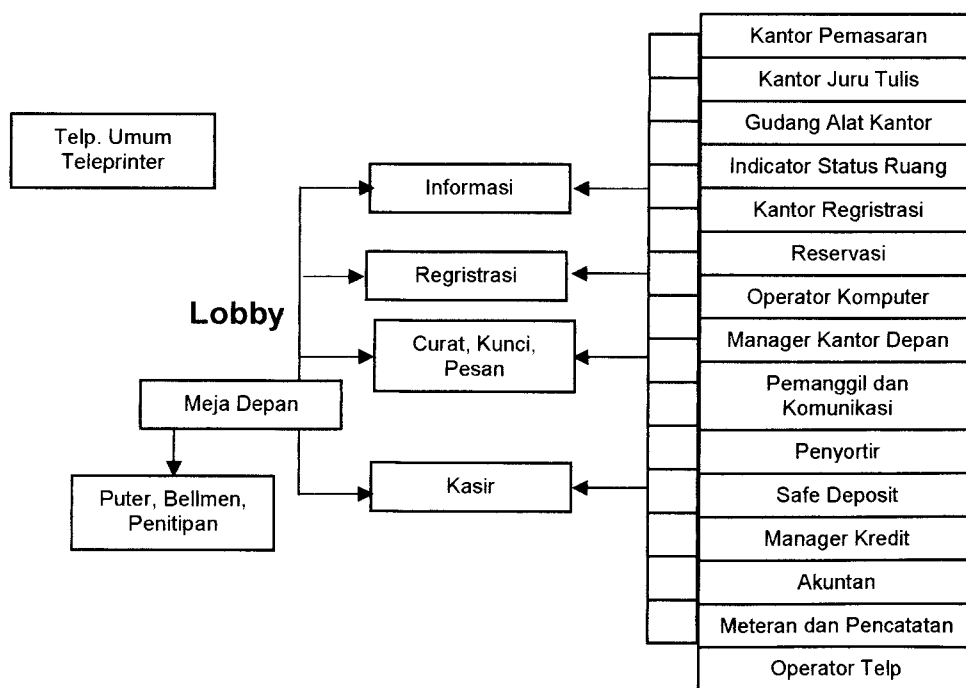 Telp. Umum
Teleprinter
Lobby
Meja Depan
Puter, Bellmen,
Penitipan
Informasi
Regristrasi
Curat, Kunci,
Pesan
Kasir
Kantor Pemasaran
Kantor Juru Tulis
Gudang Alat Kantor
Indicator Status Ruang
Kantor Regristrasi
Reservasi
Operator Komputer
Manager Kantor Depan
Pemanggil dan
Komunikasi
Penyortir
Safe Deposit
Manager Kredit
Akuntan
Meteran dan Pencatatan
Operator Telp